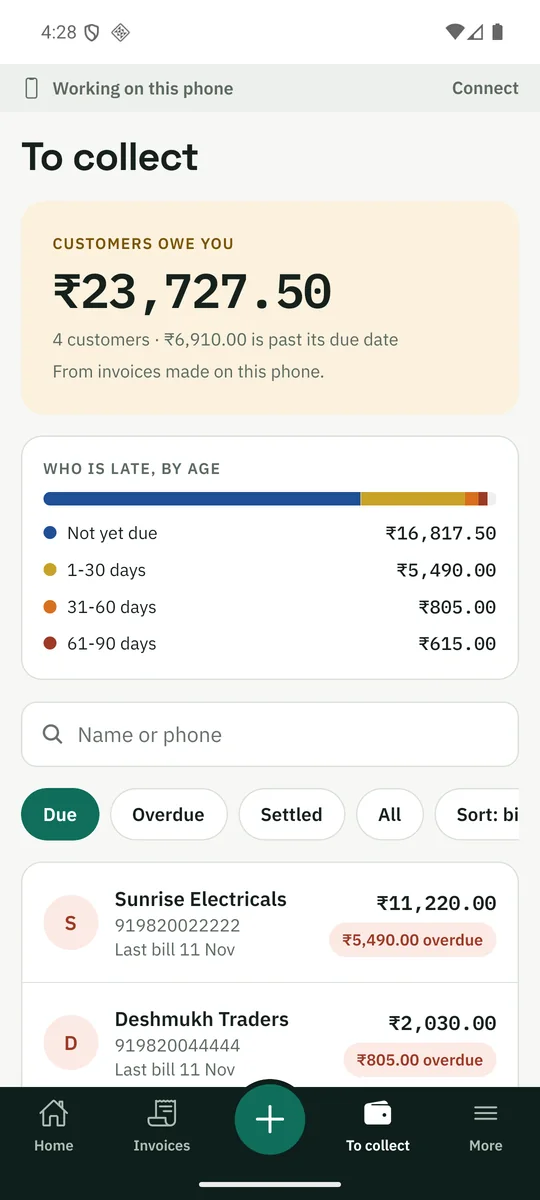 4:28
Working on this phone
Connect
To collect
CUSTOMERS OWE YOU
₹23,727.50
4 customers · ₹6,910.00 is past its due date
From invoices made on this phone.
WHO IS LATE, BY AGE
Not yet due ₹16,817.50
1-30 days ₹5,490.00
31-60 days ₹805.00
61-90 days ₹615.00
Name or phone
Due Overdue Settled All Sort: bi
S
Sunrise Electricals ₹11,220.00
919820022222
₹5,490.00 overdue
Last bill 11 Nov
D
Deshmukh Traders ₹2,030.00
919820044444
₹805.00 overdue
Last bill 11 Nov
Home Invoices To collect More